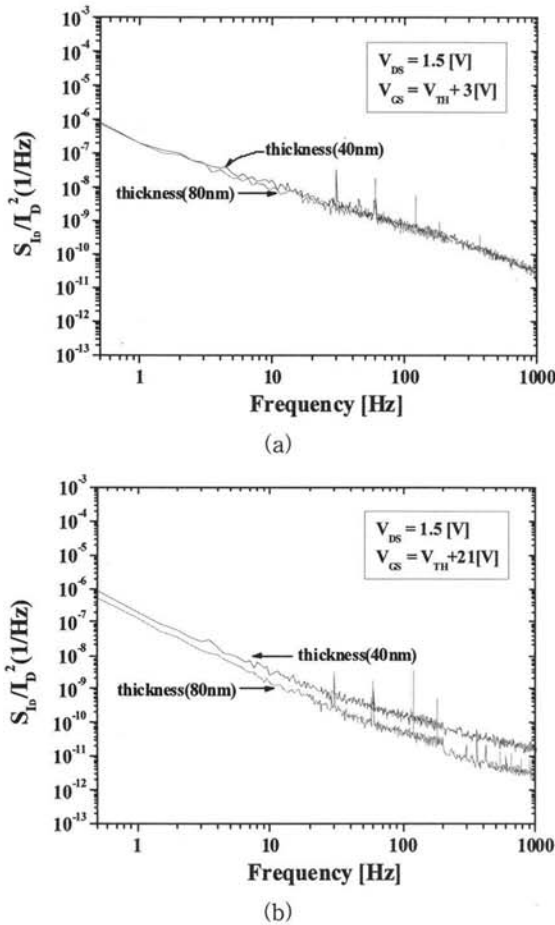 10⁻³
10⁻⁴
10⁻⁵
10⁻⁶
10⁻⁷
10⁻⁸
10⁻⁹
10⁻¹⁰
10⁻¹¹
10⁻¹²
10⁻¹³
S_ID/I_D² (1/Hz)
V_DS = 1.5 [V]
V_GS = V_TH + 3[V]
thickness(40nm)
thickness(80nm)
1 10 100 1000
Frequency [Hz]
(a)
10⁻³
10⁻⁴
10⁻⁵
10⁻⁶
10⁻⁷
10⁻⁸
10⁻⁹
10⁻¹⁰
10⁻¹¹
10⁻¹²
10⁻¹³
S_ID/I_D² (1/Hz)
V_DS = 1.5 [V]
V_GS = V_TH +21[V]
thickness(40nm)
thickness(80nm)
1 10 100 1000
Frequency [Hz]
(b)